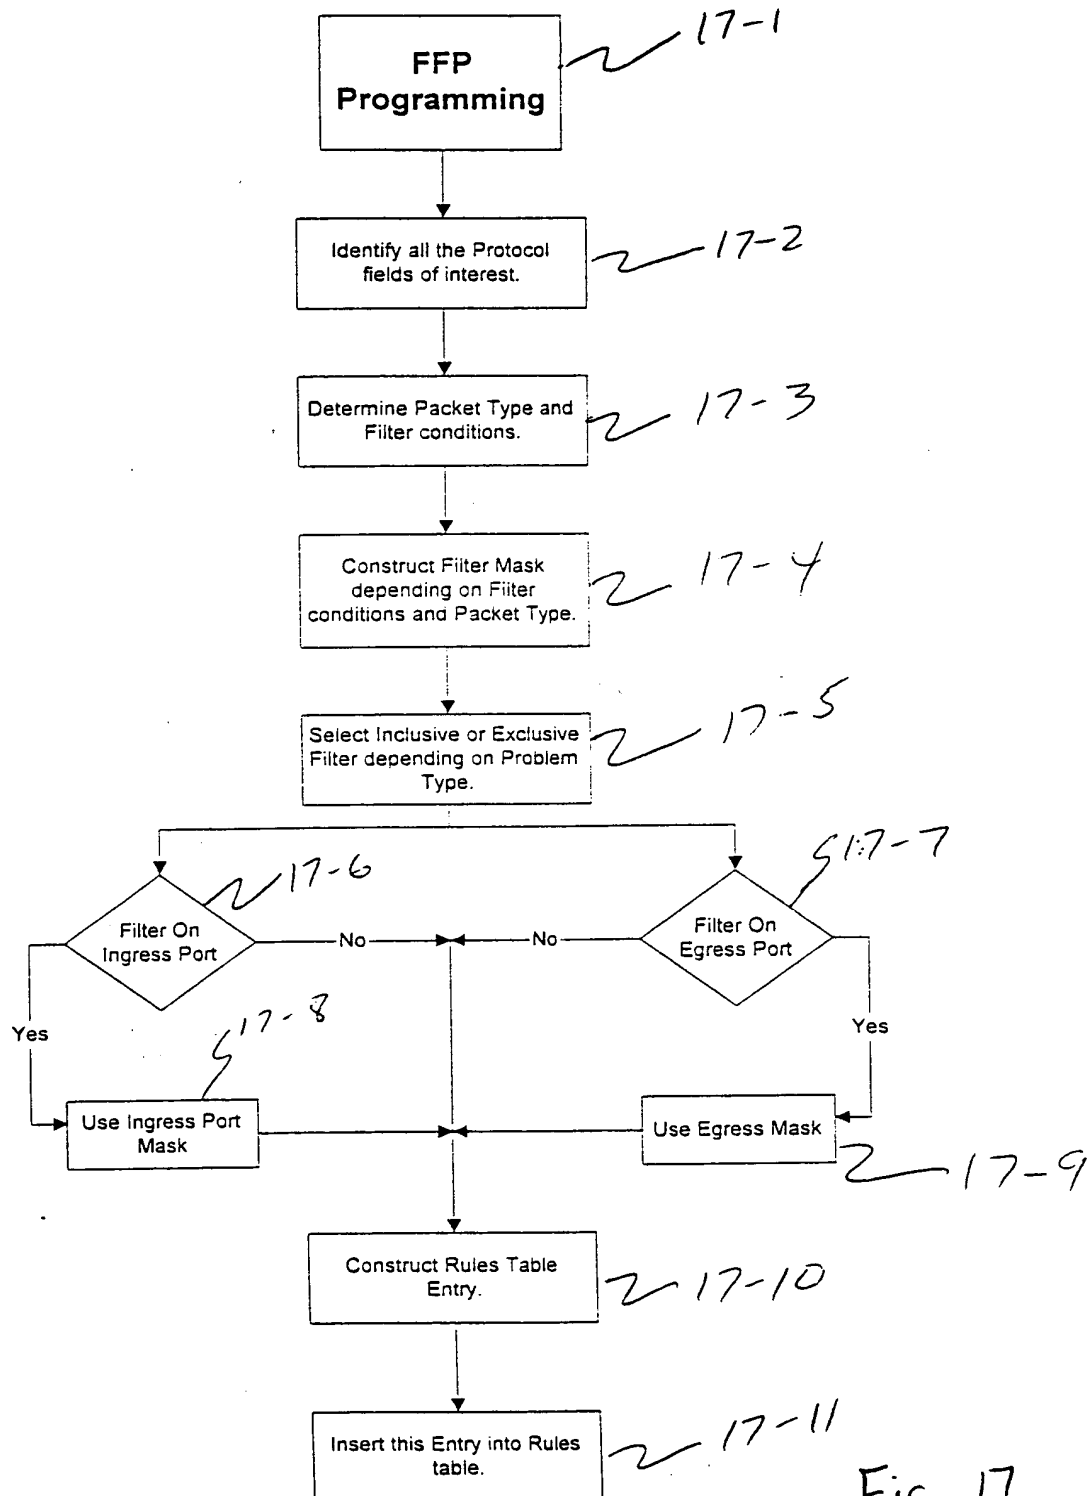 FFP
Programming
17-1
Identify all the Protocol
fields of interest.
17-2
Determine Packet Type and
Filter conditions.
17-3
Construct Filter Mask
depending on Filter
conditions and Packet Type.
17-4
Select Inclusive or Exclusive
Filter depending on Problem
Type.
17-5
17-6
17-7
Filter On
Ingress Port
No
No
Filter On
Egress Port
Yes
17-8
Yes
Use Ingress Port
Mask
Use Egress Mask
17-9
Construct Rules Table
Entry.
17-10
Insert this Entry into Rules
table.
17-11
Fig. 17